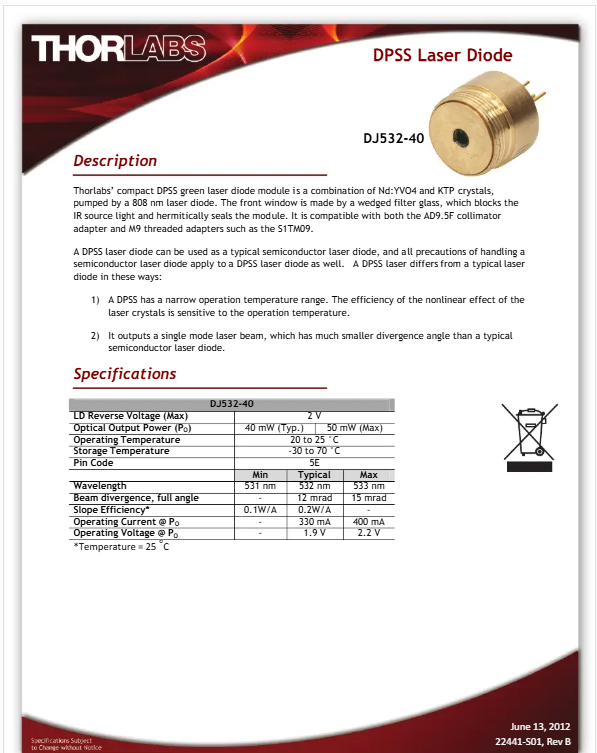 THORLABS
DPSS Laser Diode
DJ532-40
Description
Thorlabs' compact DPSS green laser diode module is a combination of Nd:YVO4 and KTP crystals,
pumped by a 808 nm laser diode. The front window is made by a wedged filter glass, which blocks the
IR source light and hermitically seals the module. It is compatible with both the AD9.5F collimator
adapter and M9 threaded adapters such as the S1TM09.
A DPSS laser diode can be used as a typical semiconductor laser diode, and all precautions of handling a
semiconductor laser diode apply to a DPSS laser diode as well. A DPSS laser differs from a typical laser
diode in these ways:
1) A DPSS has a narrow operation temperature range. The efficiency of the nonlinear effect of the
laser crystals is sensitive to the operation temperature.
2) It outputs a single mode laser beam, which has much smaller divergence angle than a typical
semiconductor laser diode.
Specifications
DJ532-40
LD Reverse Voltage (Max) 2 V
Optical Output Power (P₀) 40 mW (Typ.) 50 mW (Max)
Operating Temperature 20 to 25 °C
Storage Temperature -30 to 70 °C
Pin Code 5E
Min Typical Max
Wavelength 531 nm 532 nm 533 nm
Beam divergence, full angle - 12 mrad 15 mrad
Slope Efficiency* 0.1W/A 0.2W/A -
Operating Current @ P₀ - 330 mA 400 mA
Operating Voltage @ P₀ - 1.9 V 2.2 V
*Temperature = 25 °C
June 13, 2012
22441-S01, Rev B
Specifications Subject
to Change without Notice